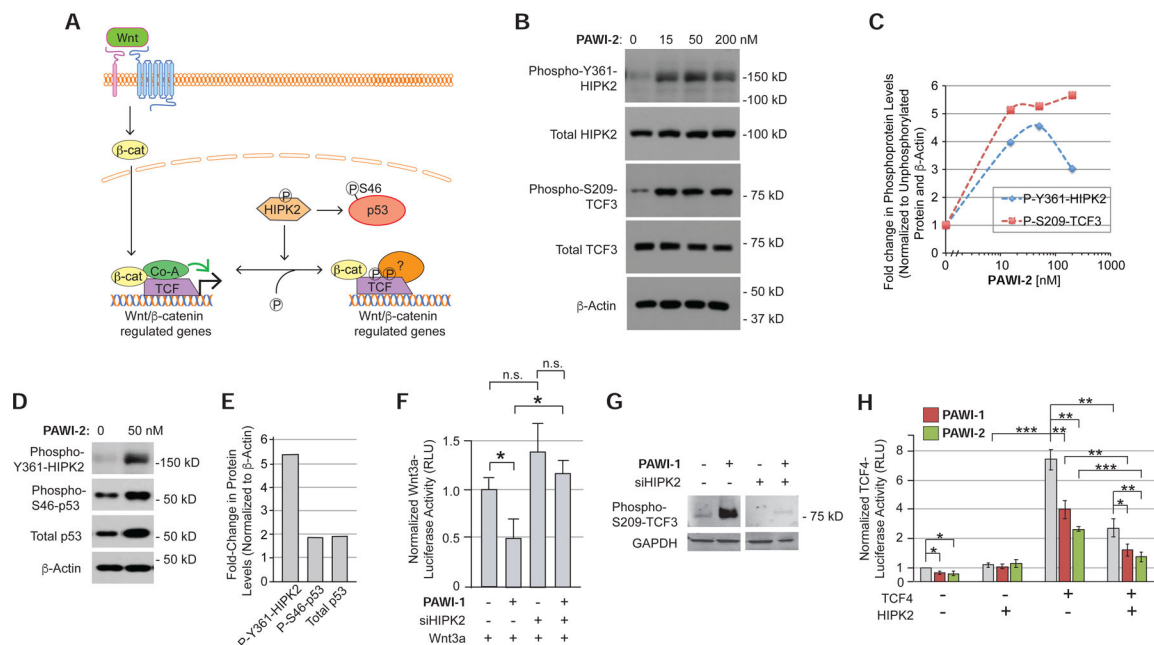 A
Wnt
β-cat
P
HIPK2
P
S46
p53
β-cat
Co-A
TCF
Wnt/β-catenin
regulated genes
P
β-cat
P
P
?
TCF
Wnt/β-catenin
regulated genes
B
PAWI-2: 0 15 50 200 nM
Phospho-Y361-
HIPK2
-150 kD
-100 kD
Total HIPK2
-100 kD
Phospho-S209-
TCF3
- 75 kD
Total TCF3
- 75 kD
β-Actin
- 50 kD
- 37 kD
C
Fold change in Phosphoprotein Levels
(Normalized to Unphosphorylated
Protein and β-Actin)
6
5
4
3
2
1
0
P-Y361-HIPK2
P-S209-TCF3
0 10 100 1000
PAWI-2 [nM]
D
PAWI-2: 0 50 nM
Phospho-
Y361-HIPK2
-150 kD
Phospho-
S46-p53
- 50 kD
Total p53
- 50 kD
β-Actin
- 50 kD
E
Fold-Change in Protein
Levels (Normalized to β-Actin)
6
5
4
3
2
1
0
P-Y361-HIPK2
P-S46-p53
Total p53
F
Normalized Wnt3a-
Luciferase Activity (RLU)
n.s.
n.s.
*
*
1.5
1.0
0.5
0
PAWI-1 - + - +
siHIPK2 - - + +
Wnt3a + + + +
G
PAWI-1 - + - +
siHIPK2 - - + +
Phospho-
S209-TCF3
- 75 kD
GAPDH
H
PAWI-1
PAWI-2
Normalized TCF4-
Luciferase Activity (RLU)
8
6
4
2
1
0
*
*
***
**
**
**
**
***
**
*
TCF4 - - + +
HIPK2 - + - +